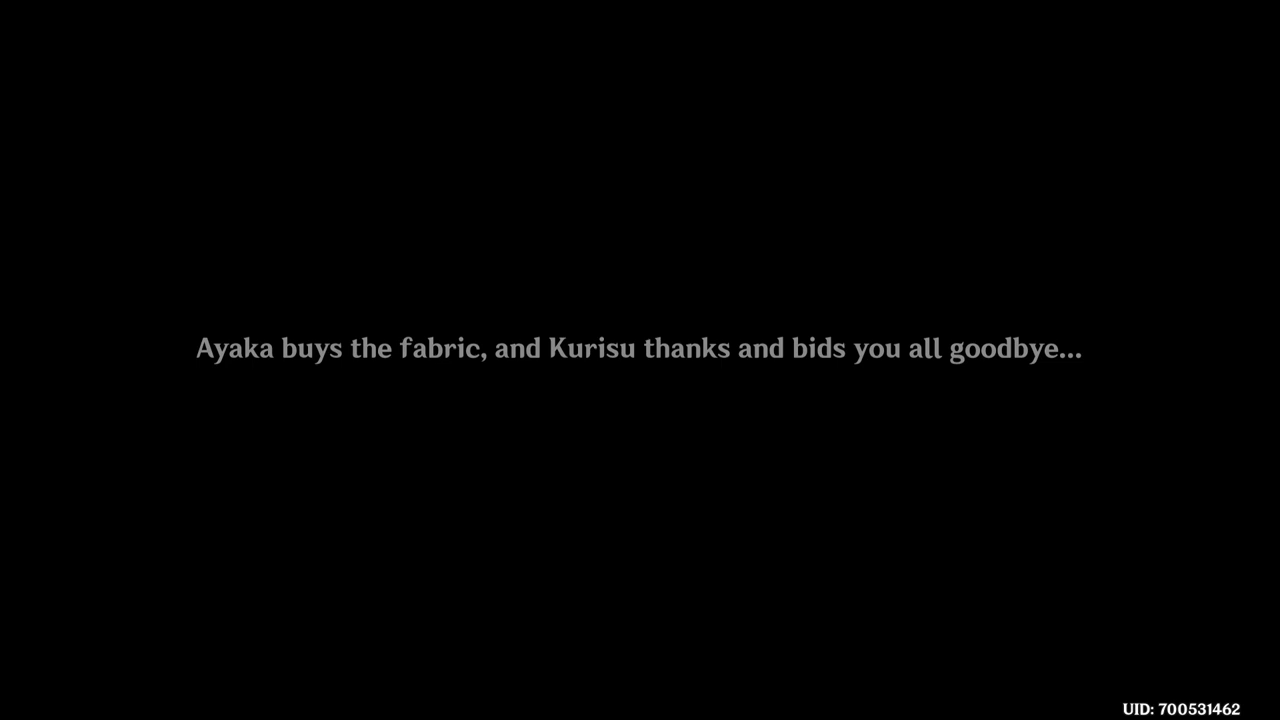 Ayaka buys the fabric, and Kurisu thanks and bids you all goodbye...
UID: 700531462